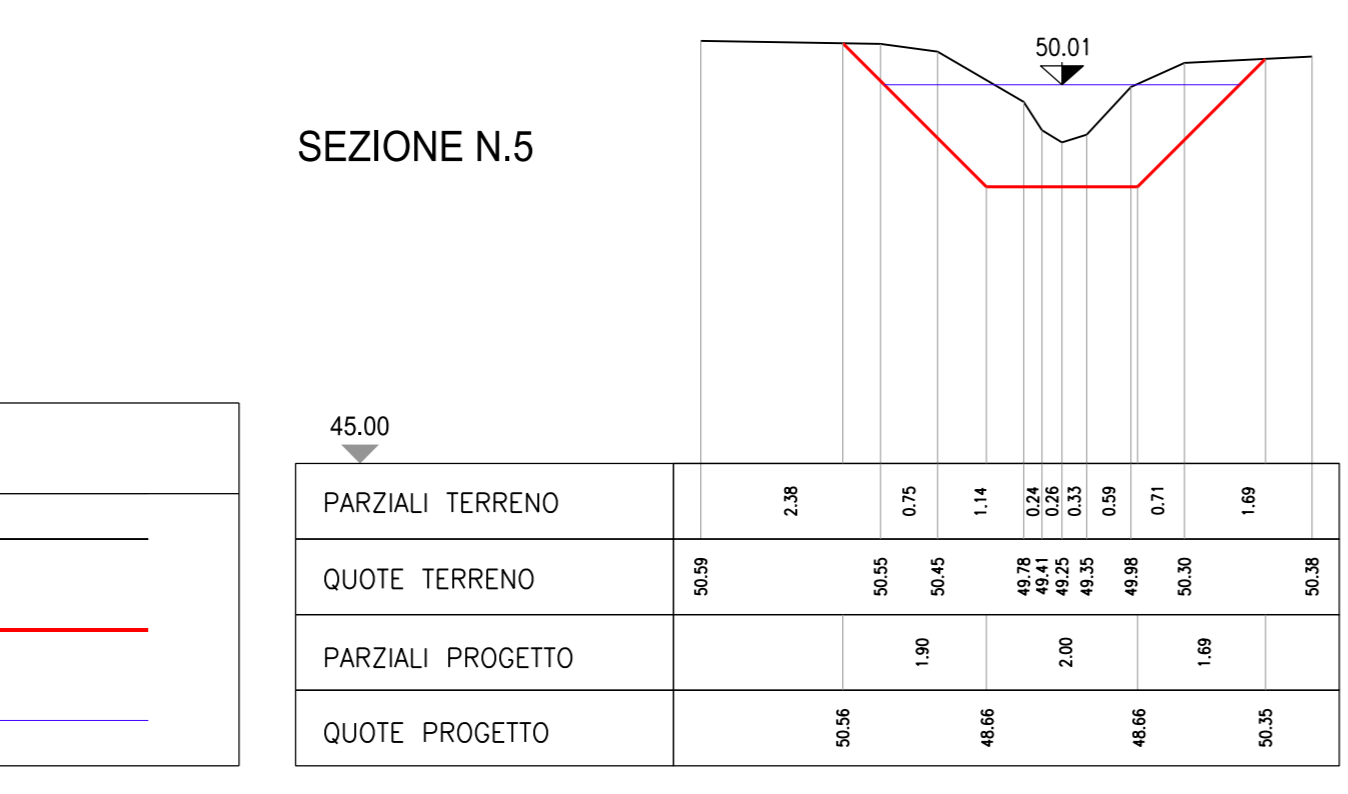 50.01
SEZIONE N.5
45.00
PARZIALI TERRENO 2.38 0.75 1.14 0.24 0.26 0.33 0.59 0.71 1.69
QUOTE TERRENO 50.59 50.55 50.45 49.78 49.41 49.25 49.35 49.98 50.30 50.38
PARZIALI PROGETTO 1.90 2.00 1.69
QUOTE PROGETTO 50.56 48.66 48.66 50.35